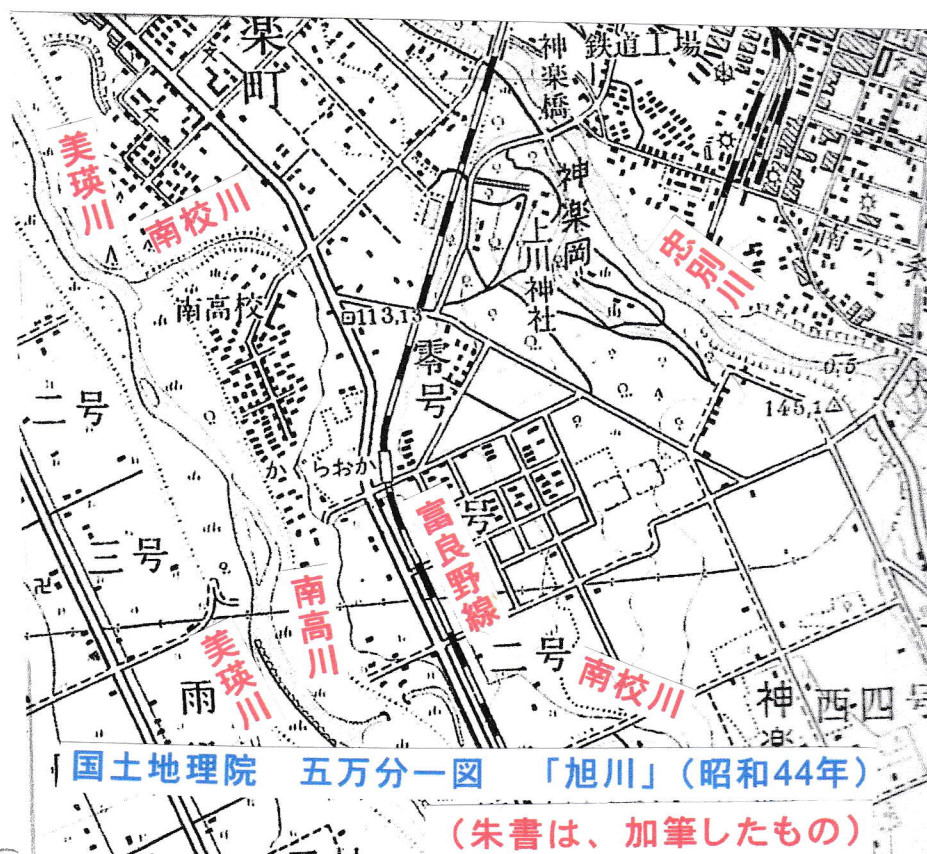 楽町
神楽橋
鉄道工場
美瑛川
南校川
神楽岡
上川神社
忠別川
南高校
113,13
零号
二号
145,1
かぐらおか
号
富良野線
三号
南高川
美瑛川
二号
南校川
雨
神楽
西四号
国土地理院 五万分一図 「旭川」(昭和44年)
(朱書は、加筆したもの)